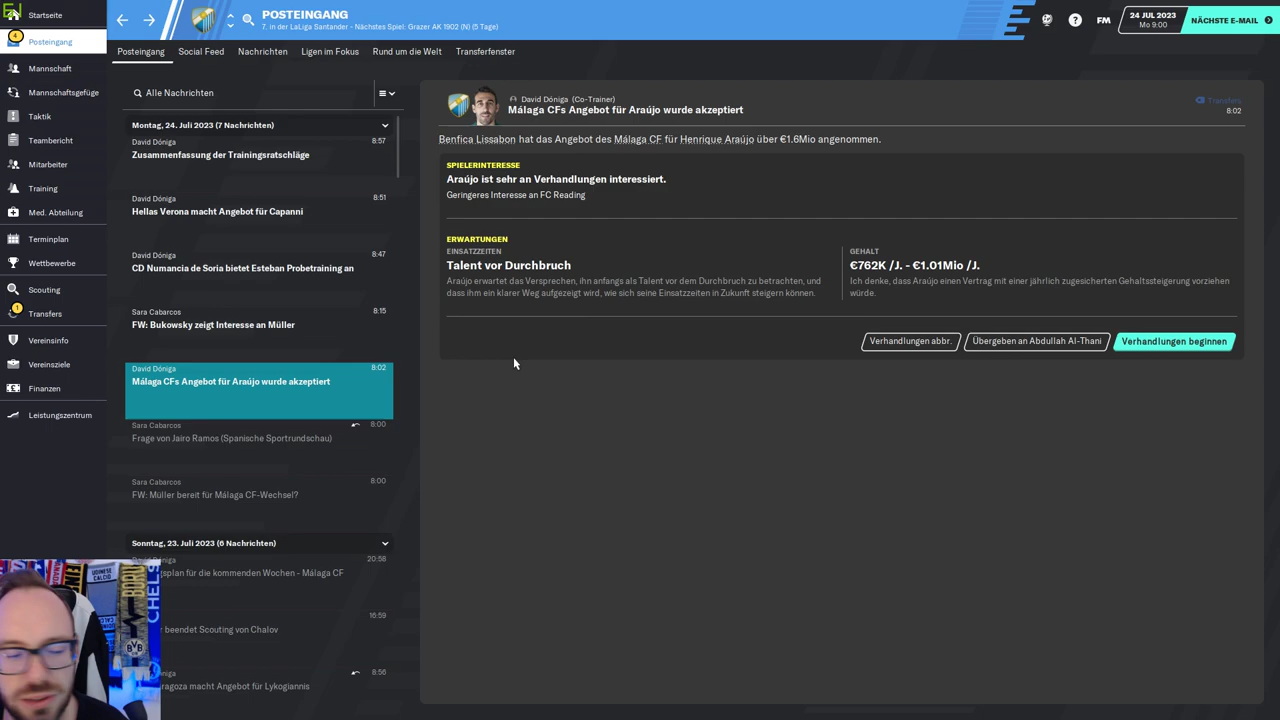 Startseite
Posteingang
4
Mannschaft
Mannschaftsgefüge
Taktik
Teambericht
Mitarbeiter
Training
Med. Abteilung
Terminplan
Wettbewerbe
Scouting
1
Transfers
Vereinsinfo
Vereinsziele
Finanzen
Leistungszentrum
POSTEINGANG
7. in der LaLiga Santander - Nächstes Spiel: Grazer AK 1902 (N) (5 Tage)
FM
24 JUL 2023
Mo 9:00
NÄCHSTE E-MAIL
Posteingang
Social Feed
Nachrichten
Ligen im Fokus
Rund um die Welt
Transferfenster
Alle Nachrichten
Montag, 24. Juli 2023 (7 Nachrichten)
David Dóniga 8:57
Zusammenfassung der Trainingsratschläge
David Dóniga 8:51
Hellas Verona macht Angebot für Capanni
David Dóniga 8:47
CD Numancia de Soria bietet Esteban Probetraining an
Sara Cabarcos 8:15
FW: Bukowsky zeigt Interesse an Müller
David Dóniga 8:02
Málaga CFs Angebot für Araújo wurde akzeptiert
Sara Cabarcos 8:00
Frage von Jairo Ramos (Spanische Sportrundschau)
Sara Cabarcos 8:00
FW: Müller bereit für Málaga CF-Wechsel?
Sonntag, 23. Juli 2023 (6 Nachrichten)
20:58
gsplan für die kommenden Wochen - Málaga CF
16:59
beendet Scouting von Chalov
8:56
ragoza macht Angebot für Lykogiannis
David Dóniga (Co-Trainer)
Málaga CFs Angebot für Araújo wurde akzeptiert
Transfers
8:02
Benfica Lissabon hat das Angebot des Málaga CF für Henrique Araújo über €1.6Mio angenommen.
SPIELERINTERESSE
Araújo ist sehr an Verhandlungen interessiert.
Geringeres Interesse an FC Reading
ERWARTUNGEN
EINSATZZEITEN
Talent vor Durchbruch
Araújo erwartet das Versprechen, ihn anfangs als Talent vor dem Durchbruch zu betrachten, und
dass ihm ein klarer Weg aufgezeigt wird, wie sich seine Einsatzzeiten in Zukunft steigern können.
GEHALT
€762K /J. - €1.01Mio /J.
Ich denke, dass Araújo einen Vertrag mit einer jährlich zugesicherten Gehaltssteigerung vorziehen
würde.
Verhandlungen abbr.
Übergeben an Abdullah Al-Thani
Verhandlungen beginnen
UDINESE
CALCIO
BORU
CHELS
BVB